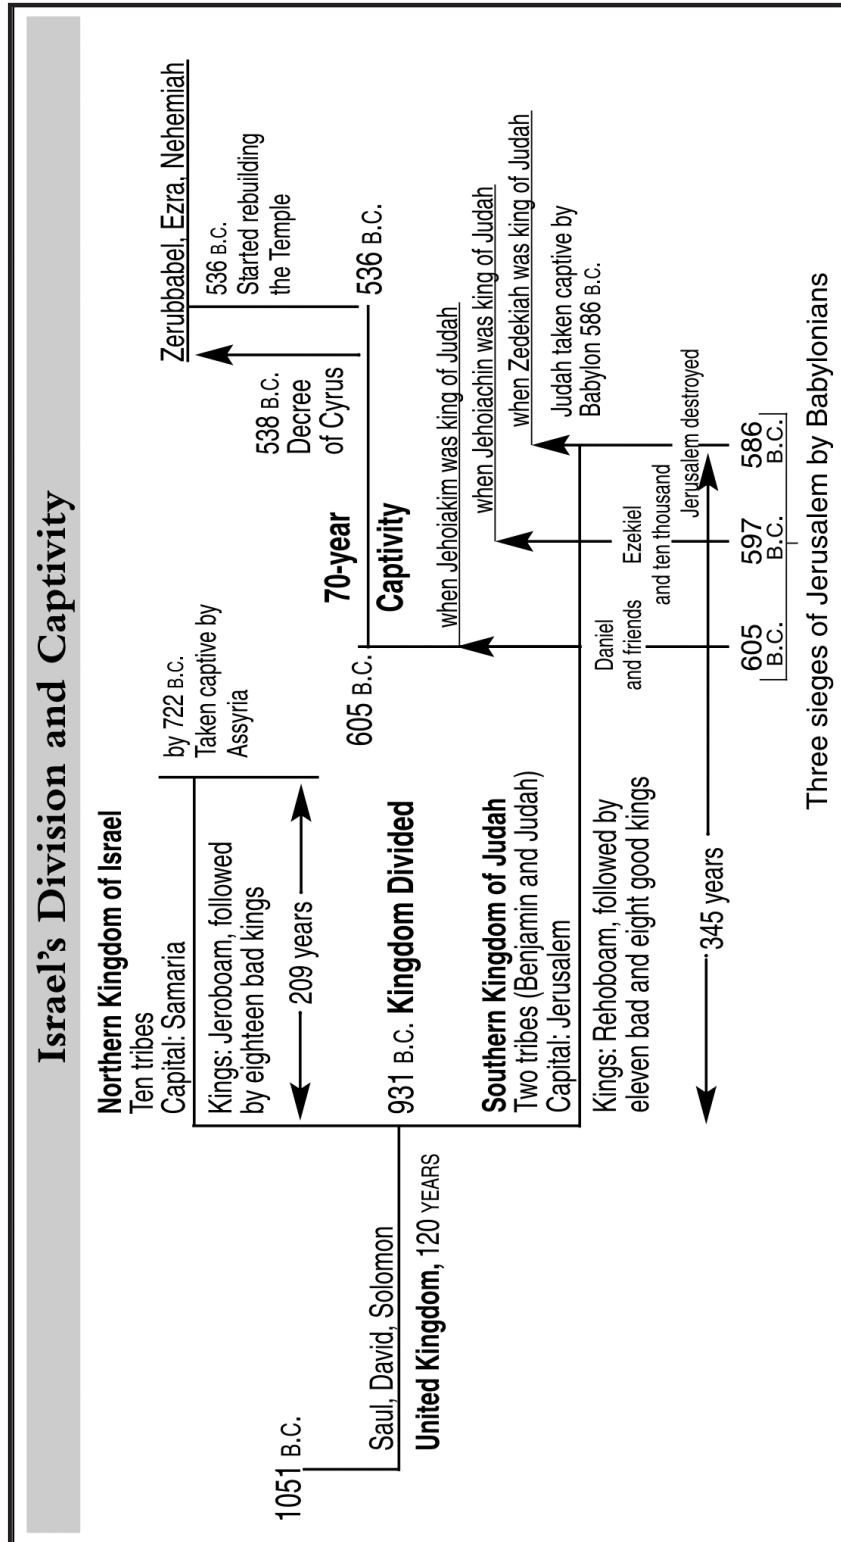 Israel's Division and Captivity
1051 B.C.
Saul, David, Solomon
United Kingdom, 120 YEARS
Northern Kingdom of Israel
Ten tribes
Capital: Samaria
Kings: Jeroboam, followed
by eighteen bad kings
209 years
by 722 B.C.
Taken captive by
Assyria
931 B.C. Kingdom Divided
Southern Kingdom of Judah
Two tribes (Benjamin and Judah)
Capital: Jerusalem
Kings: Rehoboam, followed by
eleven bad and eight good kings
345 years
605 B.C.
70-year
Captivity
538 B.C.
Decree
of Cyrus
Zerubbabel, Ezra, Nehemiah
536 B.C.
Started rebuilding
the Temple
536 B.C.
when Jehoiakim was king of Judah
when Jehoiachin was king of Judah
when Zedekiah was king of Judah
Judah taken captive by
Babylon 586 B.C.
Daniel
and friends
Ezekiel
and ten thousand
Jerusalem destroyed
605
B.C.
597
B.C.
586
B.C.
Three sieges of Jerusalem by Babylonians